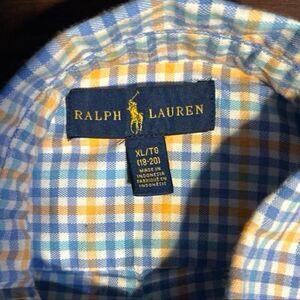 RALPH LAUREN
XL/TG
(18-20)
MADE IN
INDONESIA
FABRIQUÉ EN
INDONÉSIE